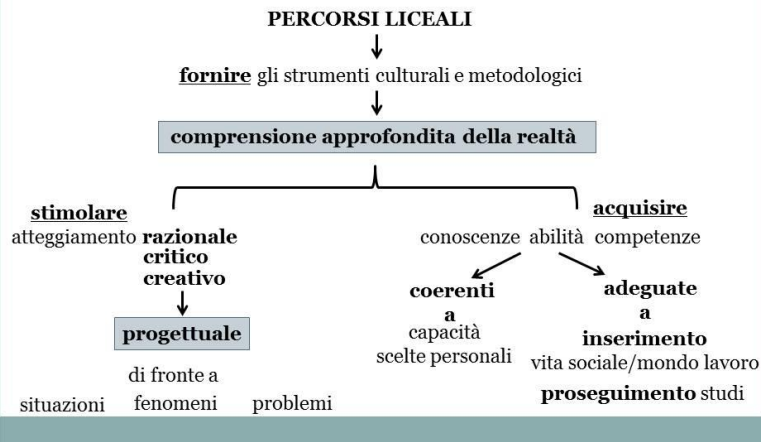 PERCORSI LICEALI
fornire gli strumenti culturali e metodologici
comprensione approfondita della realtà
stimolare
atteggiamento razionale
critico
creativo
progettuale
di fronte a
situazioni fenomeni problemi
acquisire
conoscenze abilità competenze
coerenti
a
capacità
scelte personali
adeguate
a
inserimento
vita sociale/mondo lavoro
proseguimento studi